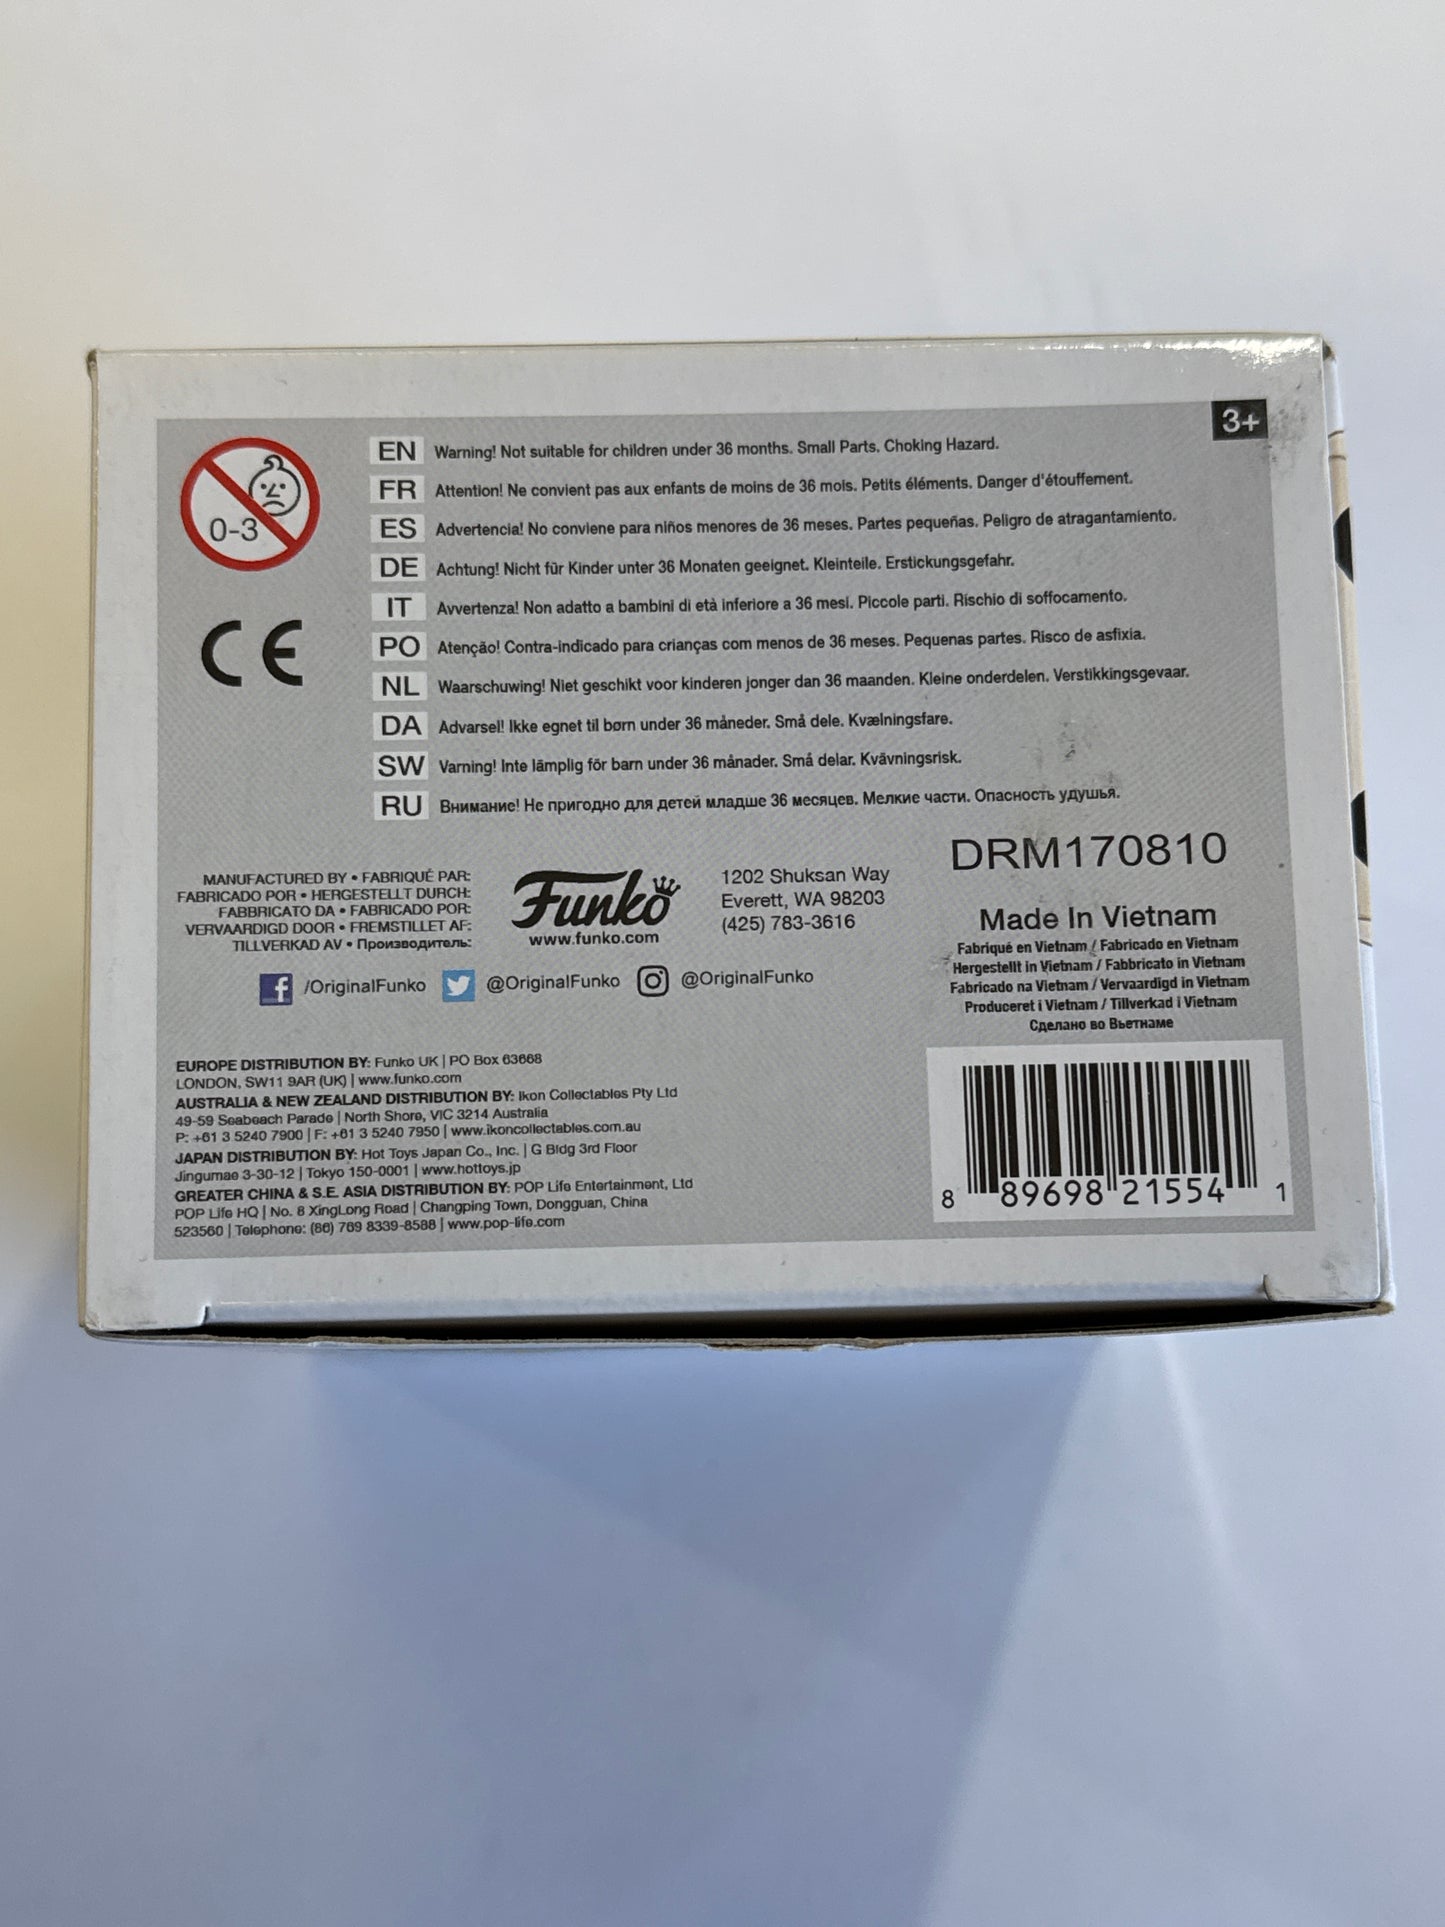 3+
0-3
EN Warning! Not suitable for children under 36 months. Small Parts. Choking Hazard.
FR Attention! Ne convient pas aux enfants de moins de 36 mois. Petits éléments. Danger d'étouffement.
ES Advertencia! No conviene para niños menores de 36 meses. Partes pequeñas. Peligro de atragantamiento.
DE Achtung! Nicht für Kinder unter 36 Monaten geeignet. Kleinteile. Erstickungsgefahr.
IT Avvertenza! Non adatto a bambini di età inferiore a 36 mesi. Piccole parti. Rischio di soffocamento.
PO Atenção! Contra-indicado para crianças com menos de 36 meses. Pequenas partes. Risco de asfixia.
NL Waarschuwing! Niet geschikt voor kinderen jonger dan 36 maanden. Kleine onderdelen. Verstikkingsgevaar.
DA Advarsel! Ikke egnet til børn under 36 måneder. Små dele. Kvælningsfare.
SW Varning! Inte lämplig för barn under 36 månader. Små delar. Kvävningsrisk.
RU Внимание! Не пригодно для детей младше 36 месяцев. Мелкие части. Опасность удушья.
CE
MANUFACTURED BY • FABRIQUÉ PAR:
FABRICADO POR • HERGESTELLT DURCH:
FABBRICATO DA • FABRICADO POR:
VERVAARDIGD DOOR • FREMSTILLET AF:
TILLVERKAD AV • Производитель:
Funko
www.funko.com
1202 Shuksan Way
Everett, WA 98203
(425) 783-3616
/OriginalFunko @OriginalFunko @OriginalFunko
DRM170810
Made In Vietnam
Fabriqué en Vietnam / Fabricado en Vietnam
Hergestellt in Vietnam / Fabbricato in Vietnam
Fabricado na Vietnam / Vervaardigd in Vietnam
Produceret i Vietnam / Tillverkad i Vietnam
Сделано во Вьетнаме
EUROPE DISTRIBUTION BY: Funko UK | PO Box 63668
LONDON, SW11 9AR (UK) | www.funko.com
AUSTRALIA & NEW ZEALAND DISTRIBUTION BY: Ikon Collectables Pty Ltd
49-59 Seabeach Parade | North Shore, VIC 3214 Australia
P: +61 3 5240 7900 | F: +61 3 5240 7950 | www.ikoncollectables.com.au
JAPAN DISTRIBUTION BY: Hot Toys Japan Co., Inc. | G Bldg 3rd Floor
Jingumae 3-30-12 | Tokyo 150-0001 | www.hottoys.jp
GREATER CHINA & S.E. ASIA DISTRIBUTION BY: POP Life Entertainment, Ltd
POP Life HQ | No. 8 XingLong Road | Changping Town, Dongguan, China
523560 | Telephone: (86) 769 8339-8588 | www.pop-life.com
8 89698 21554 1